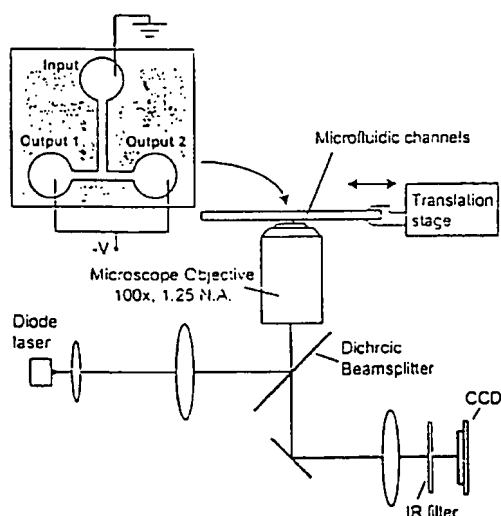 Input
Output 1 Output 2
-V
Microfluidic channels
Translation
stage
Microscope Objective
100x, 1.25 N.A.
Diode
laser
Dichrcic
Beamsplitter
CCD
IR filter